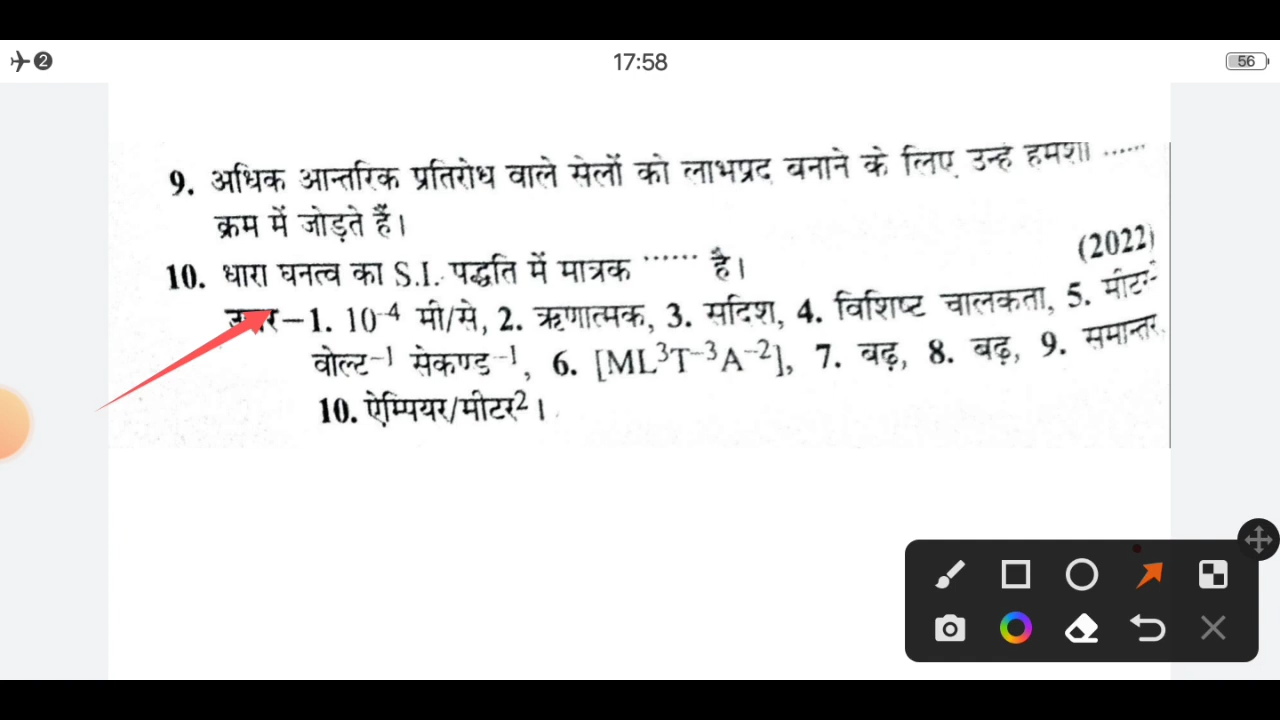 2
17:58
56
9. अधिक आन्तरिक प्रतिरोध वाले सेलों को लाभप्रद बनाने के लिए उन्हें हमेशा ......
क्रम में जोड़ते हैं।
(2022)
10. धारा घनत्व का S.I. पद्धति में मात्रक ...... है।
उत्तर–1. 10⁻⁴ मी/से, 2. ऋणात्मक, 3. सदिश, 4. विशिष्ट चालकता, 5. मीटर²
वोल्ट⁻¹ सेकण्ड⁻¹, 6. [ML³T⁻³A⁻²], 7. बढ़, 8. बढ़, 9. समान्तर,
10. ऐम्पियर/मीटर²।